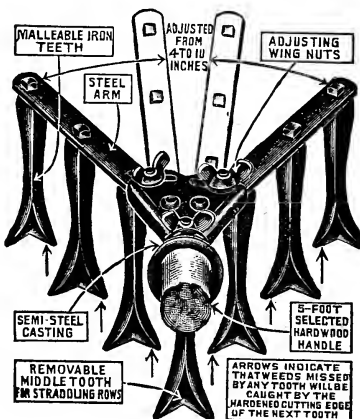 MALLEABLE IRON
TEETH
STEEL
ARM
ADJUSTED
FROM
4 TO 10
INCHES
ADJUSTING
WING NUTS
SEMI-STEEL
CASTING
5-FOOT
SELECTED
HARDWOOD
HANDLE
REMOVABLE
MIDDLE TOOTH
FOR STRADDLING ROWS
ARROWS INDICATE
THAT WEEDS MISSED
BY ANY TOOTH WILL BE
CAUGHT BY THE
HARDENED CUTTING EDGE
OF THE NEXT TOOTH